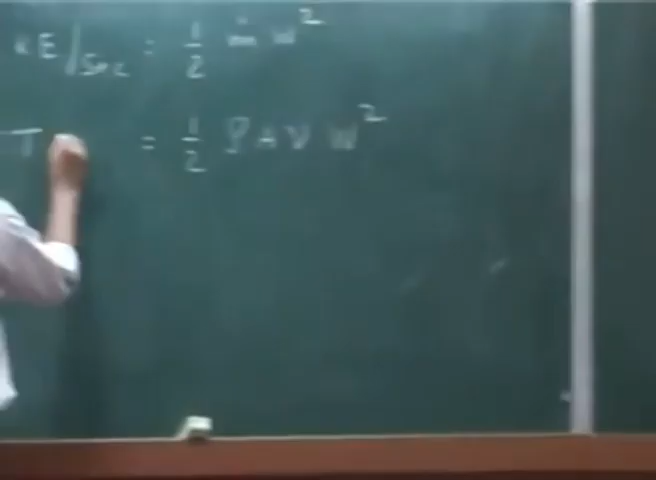 KE/Sec = 1/2 ṁ w²
T = 1/2 ρ A V w²